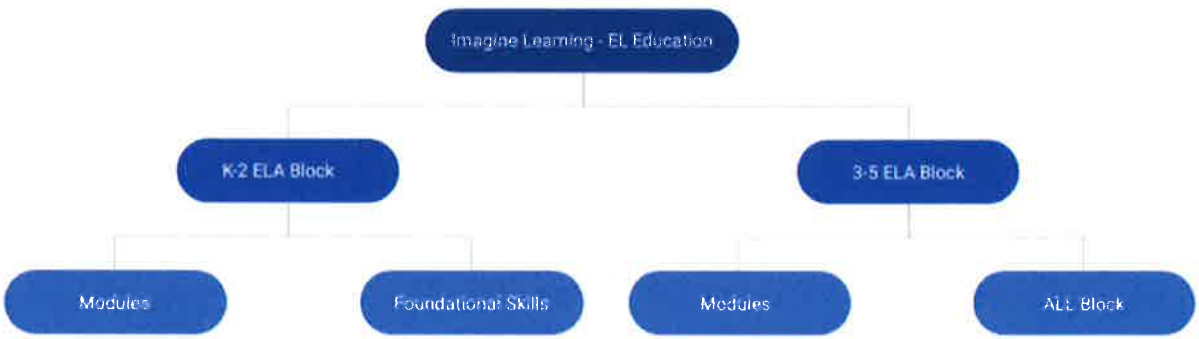 Imagine Learning - EL Education
K-2 ELA Block
3-5 ELA Block
Modules
Foundational Skills
Modules
ALL Block